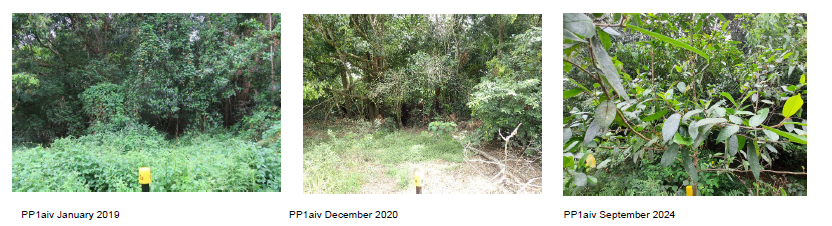 PP1aiv January 2019
PP1aiv December 2020
PP1aiv September 2024